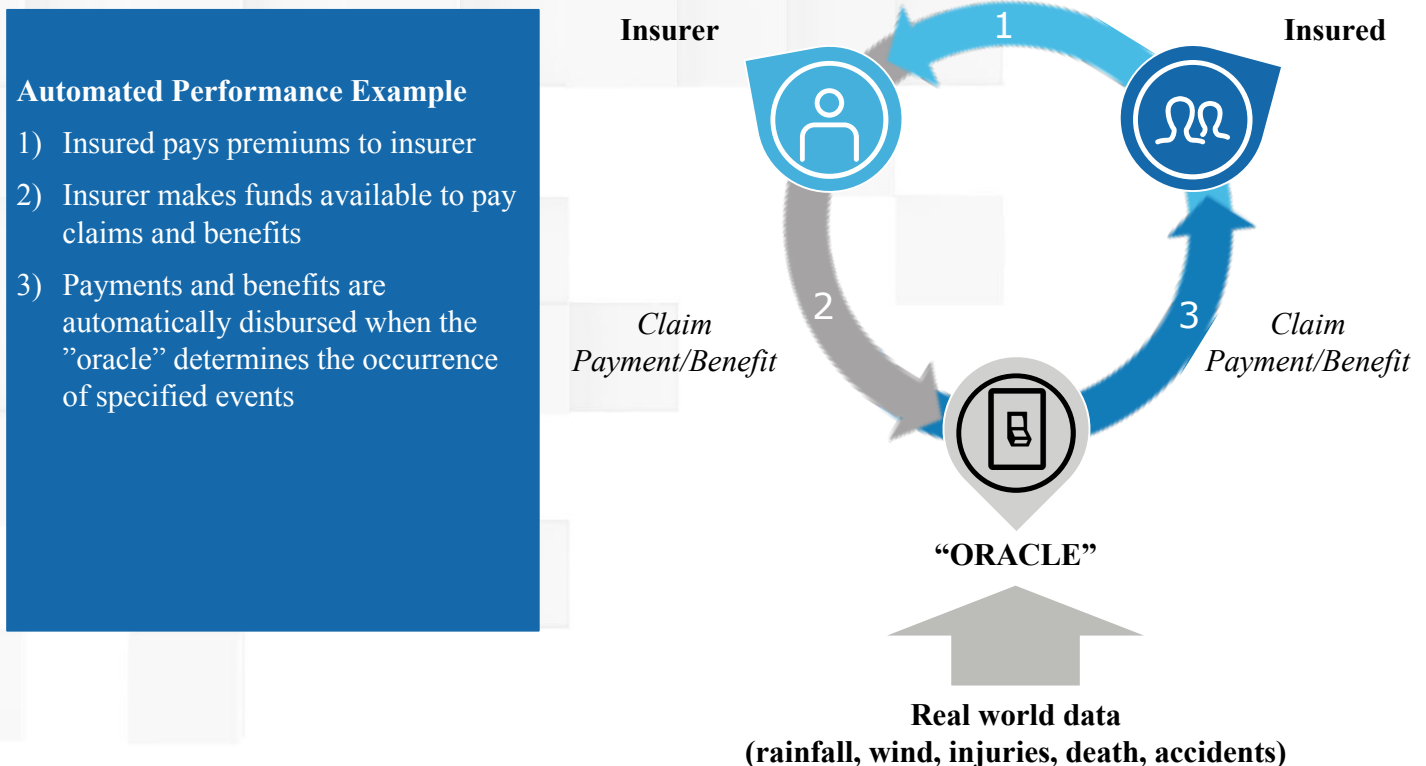 Automated Performance Example
1) Insured pays premiums to insurer
2) Insurer makes funds available to pay
claims and benefits
3) Payments and benefits are
automatically disbursed when the
”oracle” determines the occurrence
of specified events
Insurer
1
Insured
2
3
Claim
Payment/Benefit
Claim
Payment/Benefit
“ORACLE”
Real world data
(rainfall, wind, injuries, death, accidents)